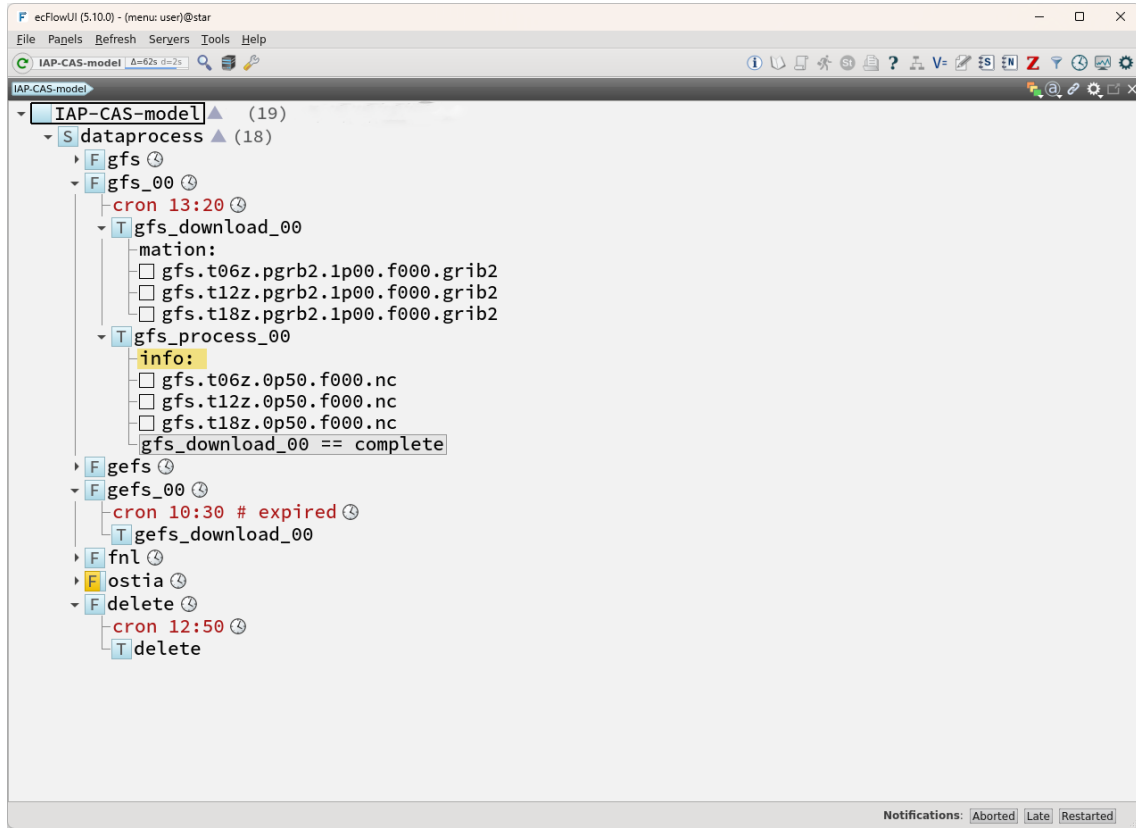 F ecFlowUI (5.10.0) - (menu: user)@star
File Panels Refresh Servers Tools Help
IAP-CAS-model Δ=62s d=2s
i St ? V= S N Z
IAP-CAS-model @
IAP-CAS-model (19)
S dataprocess (18)
F gfs
F gfs_00
cron 13:20
T gfs_download_00
mation:
gfs.t06z.pgrb2.1p00.f000.grib2
gfs.t12z.pgrb2.1p00.f000.grib2
gfs.t18z.pgrb2.1p00.f000.grib2
T gfs_process_00
info:
gfs.t06z.0p50.f000.nc
gfs.t12z.0p50.f000.nc
gfs.t18z.0p50.f000.nc
gfs_download_00 == complete
F gefs
F gefs_00
cron 10:30 # expired
T gefs_download_00
F fnl
F ostia
F delete
cron 12:50
T delete
Notifications: Aborted Late Restarted